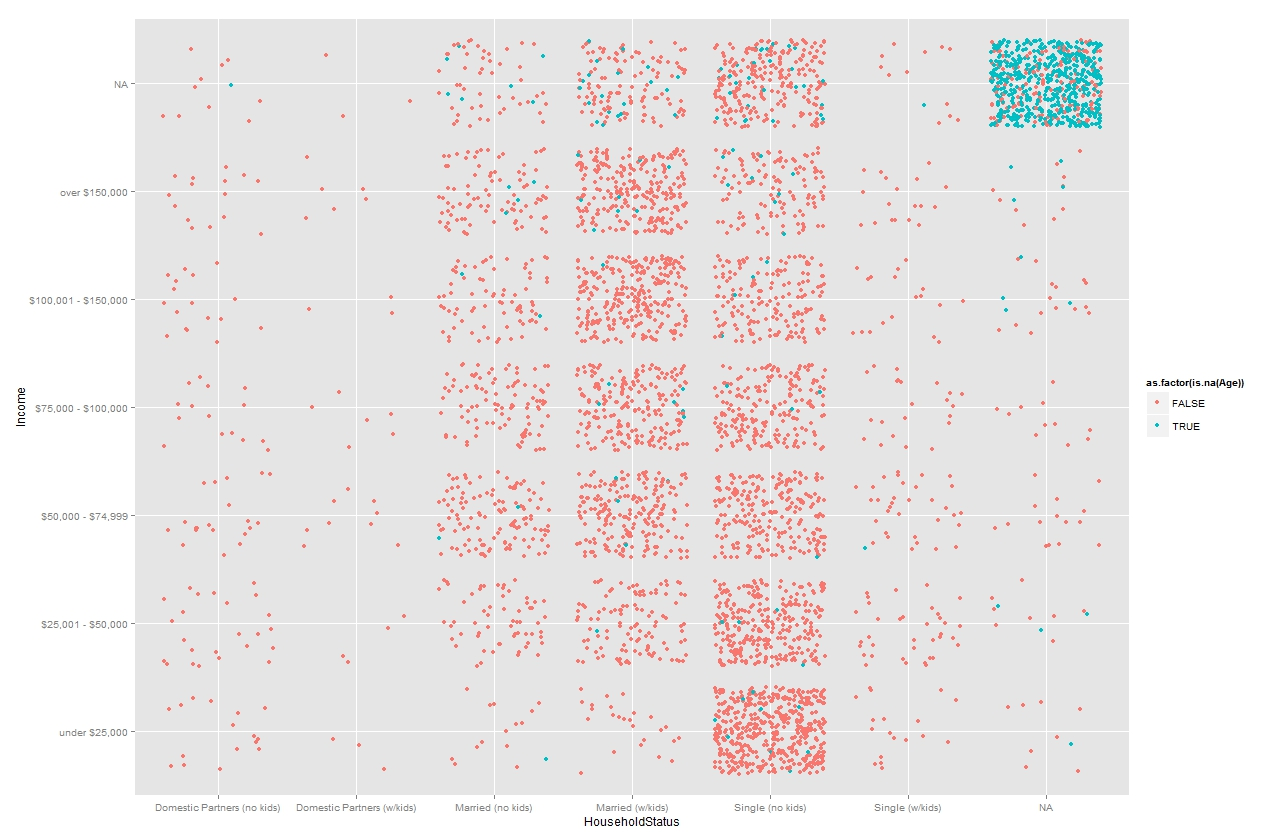 NA
over $150,000
$100,001 - $150,000
$75,000 - $100,000
$50,000 - $74,999
$25,001 - $50,000
under $25,000
Income
Domestic Partners (no kids)
Domestic Partners (w/kids)
Married (no kids)
Married (w/kids)
Single (no kids)
Single (w/kids)
NA
HouseholdStatus
as.factor(is.na(Age))
FALSE
TRUE